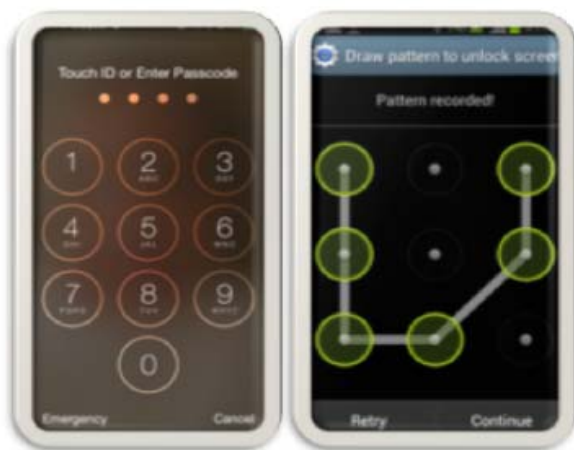 Touch ID or Enter Passcode
1
2
ABC
3
DEF
4
GHI
5
JKL
6
MNO
7
PQRS
8
TUV
9
WXYZ
0
Emergency
Cancel
Draw pattern to unlock screen
Pattern recorded!
Retry
Continue